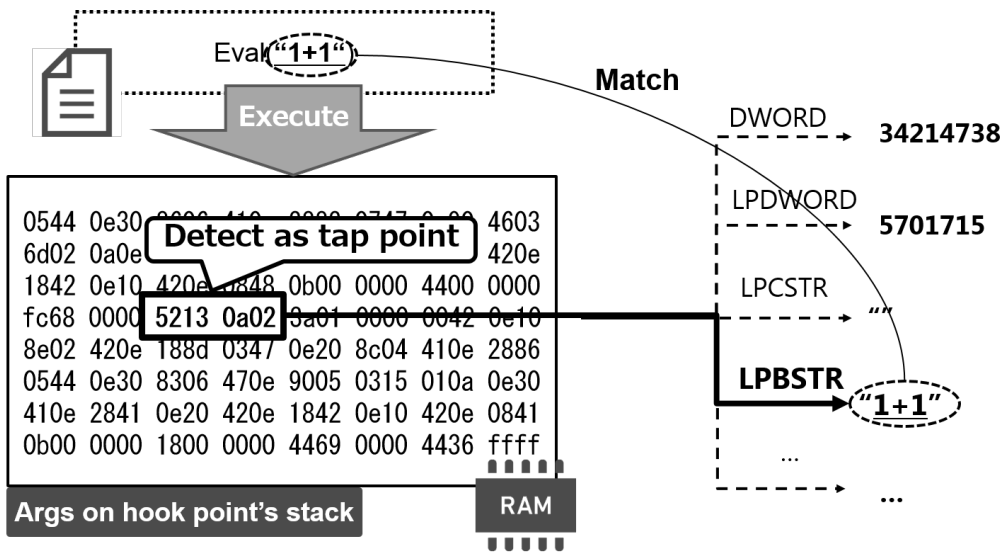 Eval(“1+1“)
Match
Execute
DWORD
34214738
LPDWORD
5701715
LPCSTR
“”
LPBSTR
“1+1”
...
...
0544 0e30 4603
Detect as tap point
6d02 0a0e 420e
1842 0e10 420e 0848 0b00 0000 4400 0000
fc68 0000 5213 0a02 3a01 0000 0042 0e10
8e02 420e 188d 0347 0e20 8c04 410e 2886
0544 0e30 8306 470e 9005 0315 010a 0e30
410e 2841 0e20 420e 1842 0e10 420e 0841
0b00 0000 1800 0000 4469 0000 4436 ffff
Args on hook point’s stack
RAM